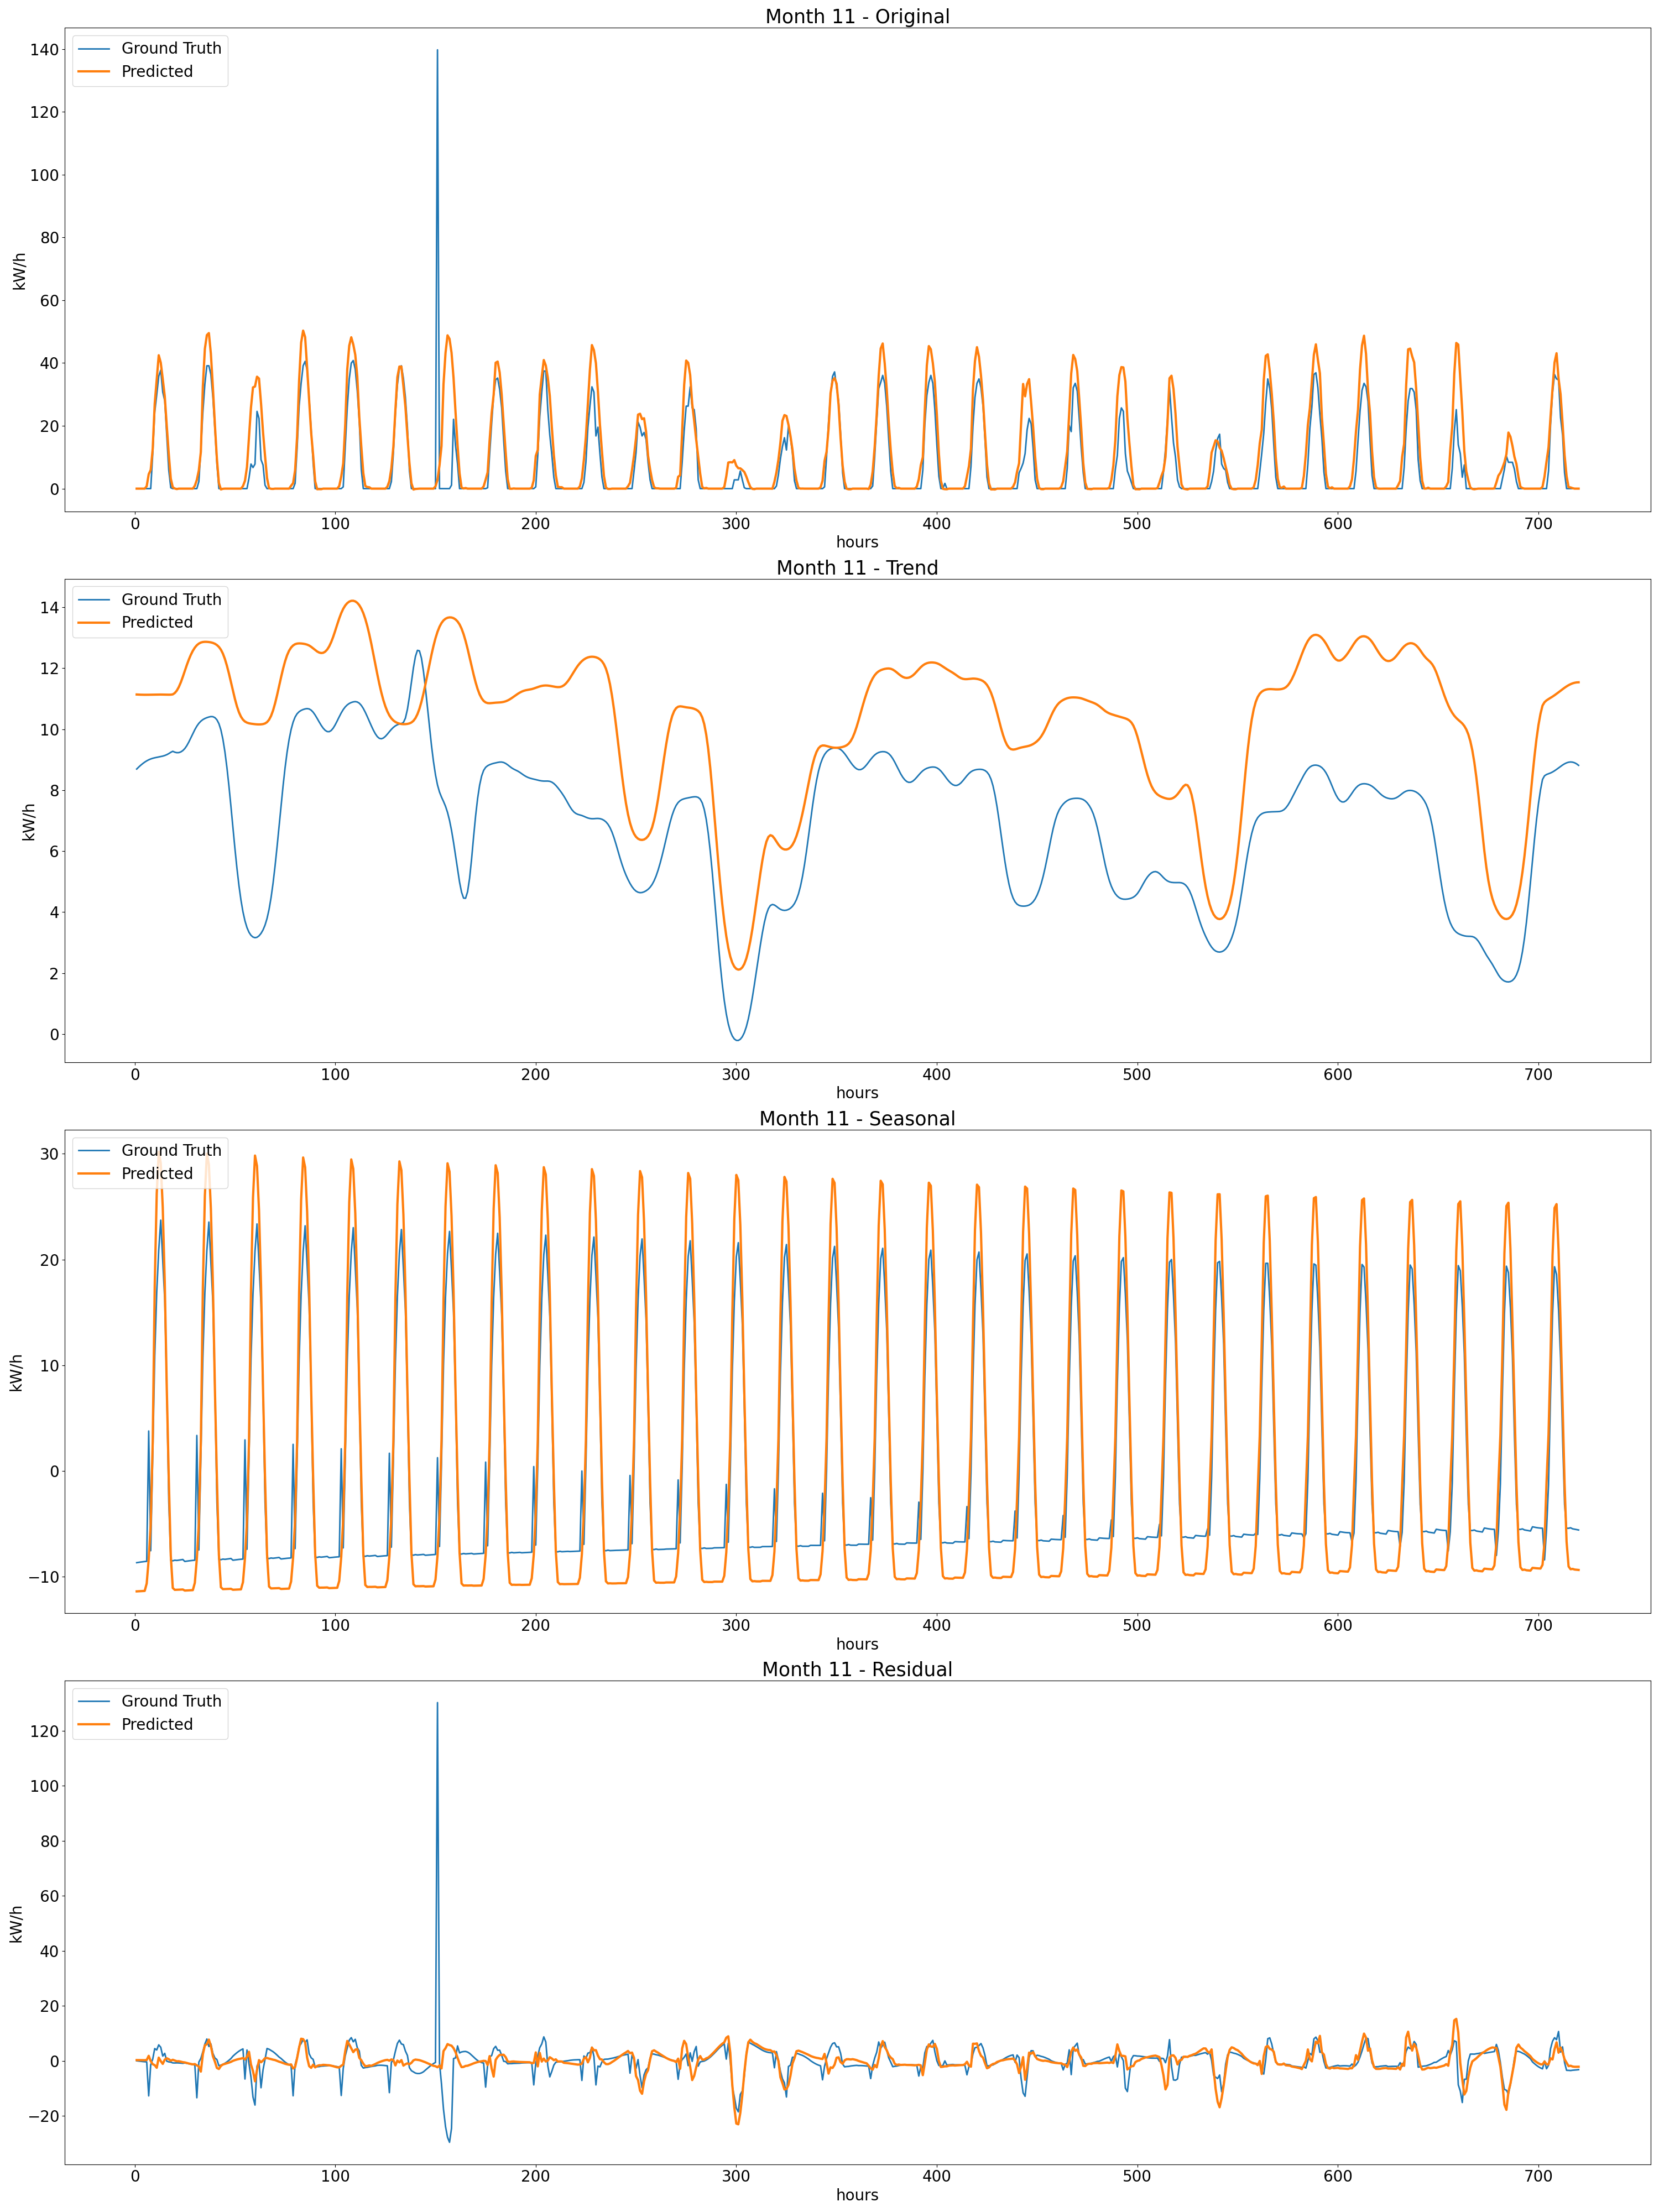 Month 11 - Original
Ground Truth
Predicted
140
120
100
80
60
40
20
0
kW/h
0 100 200 300 400 500 600 700
hours
Month 11 - Trend
Ground Truth
Predicted
14
12
10
8
6
4
2
0
kW/h
0 100 200 300 400 500 600 700
hours
Month 11 - Seasonal
Ground Truth
Predicted
30
20
10
0
−10
kW/h
0 100 200 300 400 500 600 700
hours
Month 11 - Residual
Ground Truth
Predicted
120
100
80
60
40
20
0
−20
kW/h
0 100 200 300 400 500 600 700
hours